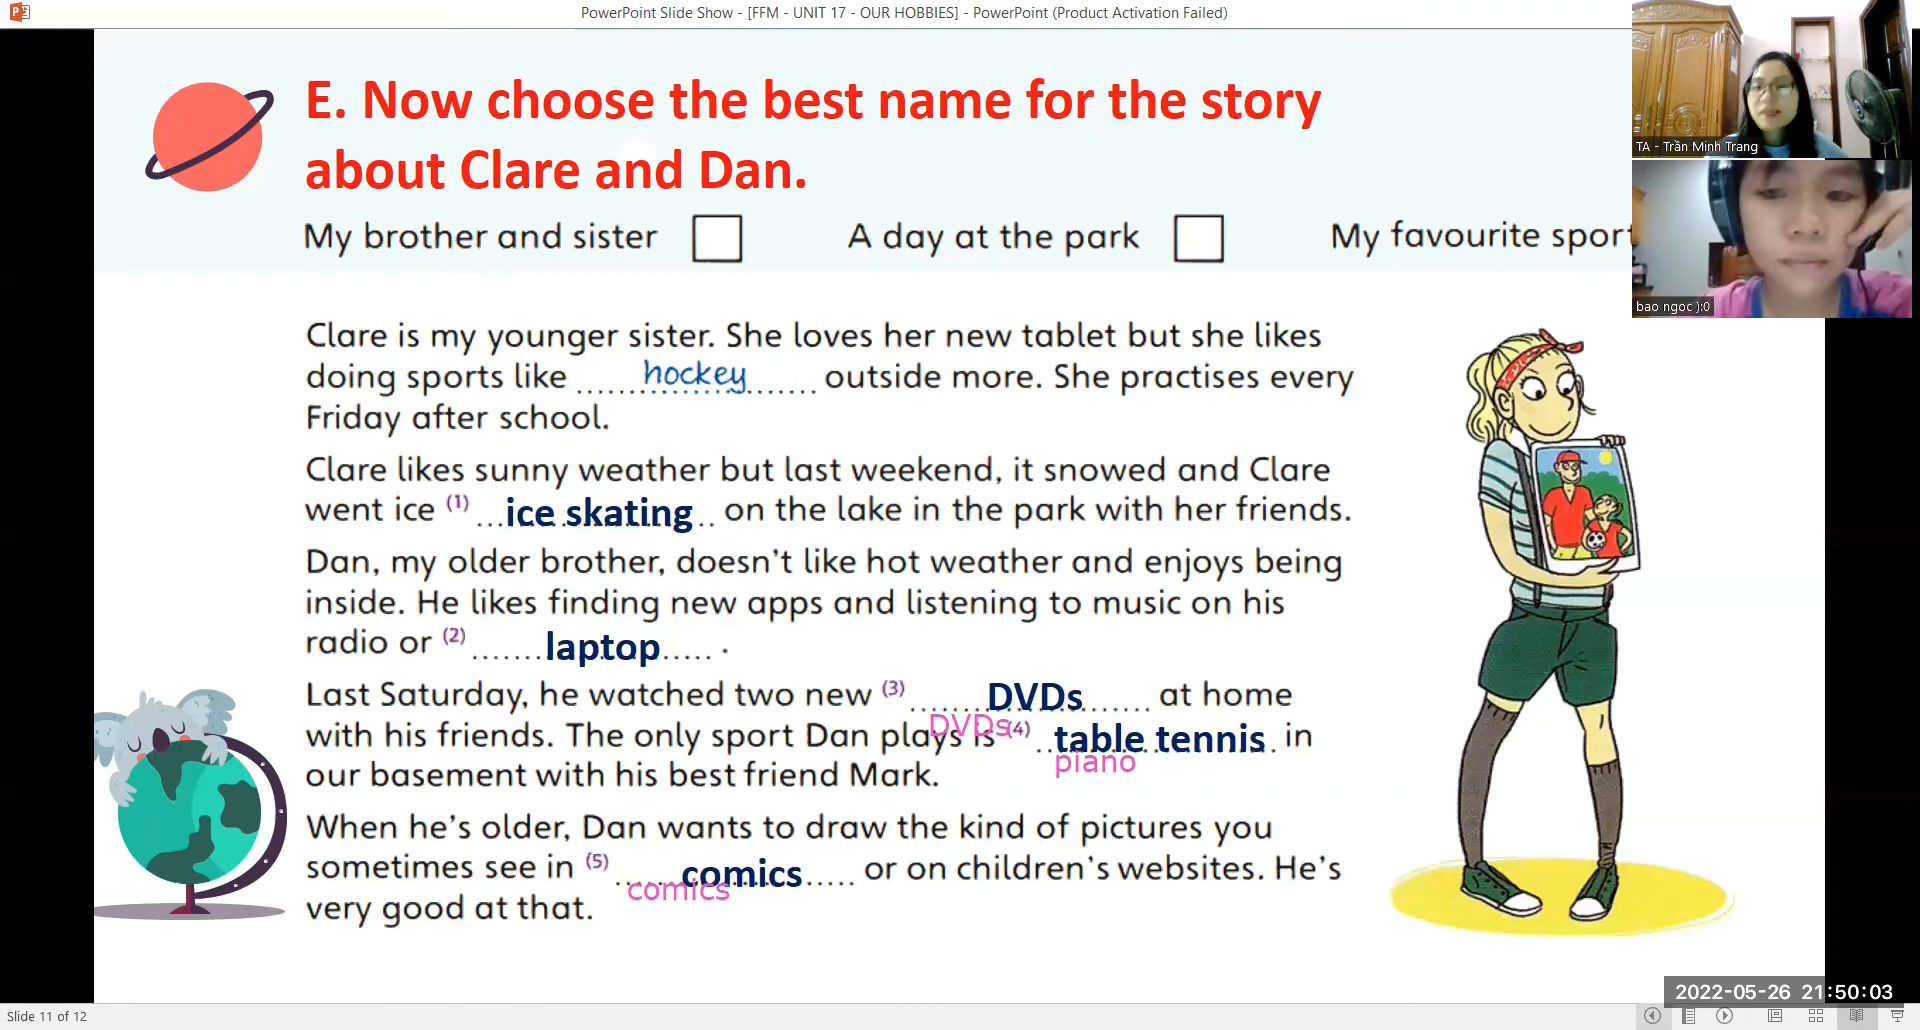 PowerPoint Slide Show - [FFM - UNIT 17 - OUR HOBBIES] - PowerPoint (Product Activation Failed)
E. Now choose the best name for the story
about Clare and Dan.
My brother and sister
A day at the park
My favourite sport
TA - Trần Minh Trang
bao ngoc ):0
Clare is my younger sister. She loves her new tablet but she likes
doing sports like hockey outside more. She practises every
Friday after school.
Clare likes sunny weather but last weekend, it snowed and Clare
went ice (1) ice skating on the lake in the park with her friends.
Dan, my older brother, doesn't like hot weather and enjoys being
inside. He likes finding new apps and listening to music on his
radio or (2) laptop .
Last Saturday, he watched two new (3) DVDs at home
DVDs
with his friends. The only sport Dan plays is (4) table tennis in
piano
our basement with his best friend Mark.
When he's older, Dan wants to draw the kind of pictures you
sometimes see in (5) comics or on children's websites. He's
comics
very good at that.
2022-05-26 21:50:03
Slide 11 of 12